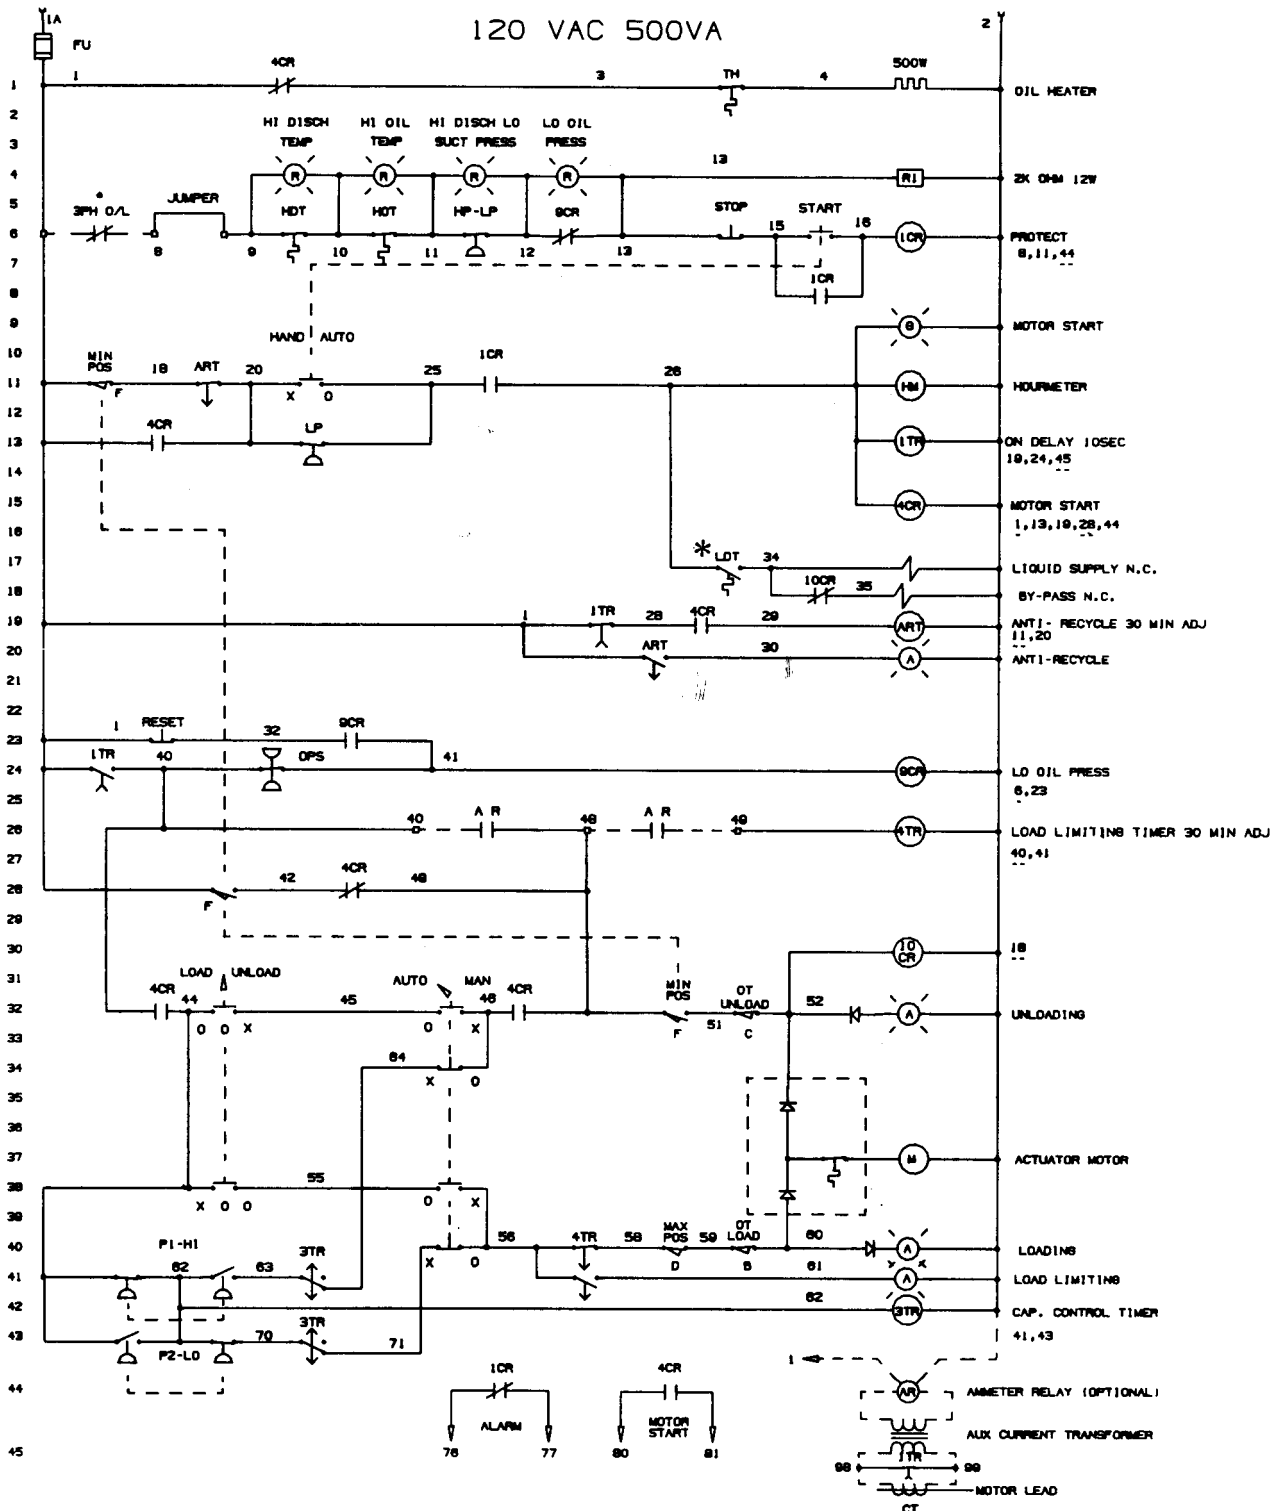 120 VAC 500VA
1A
2
FU
1 1 4CR 3 TH 4 500W OIL HEATER
2
3 HI DISCH TEMP HI OIL TEMP HI DISCH LO SUCT PRESS LO OIL PRESS
4 R R R R 13 R1 2K OHM 12W
5 * 3PH O/L JUMPER HDT HOT HP-LP 9CR STOP START
6 8 9 10 11 12 13 15 16 1CR PROTECT
8,11,44
7
8 1CR
9 HAND AUTO G MOTOR START
10 MIN POS
11 F 18 ART 20 X O 25 1CR 26 HM HOURMETER
12
13 4CR LP 1TR ON DELAY 10SEC
19,24,45
14
15 4CR MOTOR START
1,13,19,28,44
16
17 * LDT 34 LIQUID SUPPLY N.C.
18 10CR 35 BY-PASS N.C.
19 1 1TR 28 4CR 29 ART ANTI- RECYCLE 30 MIN ADJ
11,20
20 ART 30 A ANTI-RECYCLE
21
22
23 1 RESET 32 9CR
24 1TR 40 OPS 41 9CR LO OIL PRESS
6,23
25
26 40 A R 48 A R 49 4TR LOAD LIMITING TIMER 30 MIN ADJ
40,41
27
28 F 42 4CR 48
29
30 10 CR 18
31 LOAD UNLOAD AUTO MAN MIN POS OT UNLOAD
32 4CR 44 O O X 45 O X 46 4CR F 51 C 52 A UNLOADING
33
34 64 X O
35
36
37 M ACTUATOR MOTOR
38 X O O 55 O X
39
40 P1-H1 X O 56 4TR 58 MAX POS D 59 OT LOAD B 60 A LOADING
41 62 63 3TR 61 A LOAD LIMITING
42 62 3TR CAP. CONTROL TIMER
41,43
43 P2-LO 70 3TR 71
1
44 1CR ALARM 76 77 4CR MOTOR START 80 81 AR AMMETER RELAY (OPTIONAL)
AUX CURRENT TRANSFORMER
45 98 1TR 99
MOTOR LEAD
CT